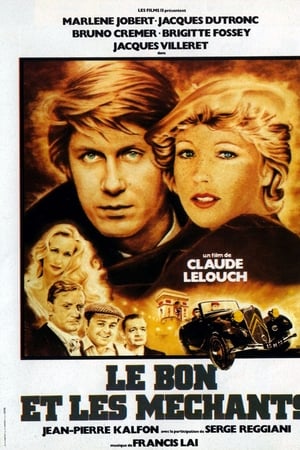 LES FILMS 13 présentent
MARLENE JOBERT · JACQUES DUTRONC
BRUNO CREMER · BRIGITTE FOSSEY
JACQUES VILLERET
dans
un film de
CLAUDE
LELOUCH
LE BON
ET LES MECHANTS
JEAN-PIERRE KALFON avec la participation de SERGE REGGIANI
musique de FRANCIS LAI